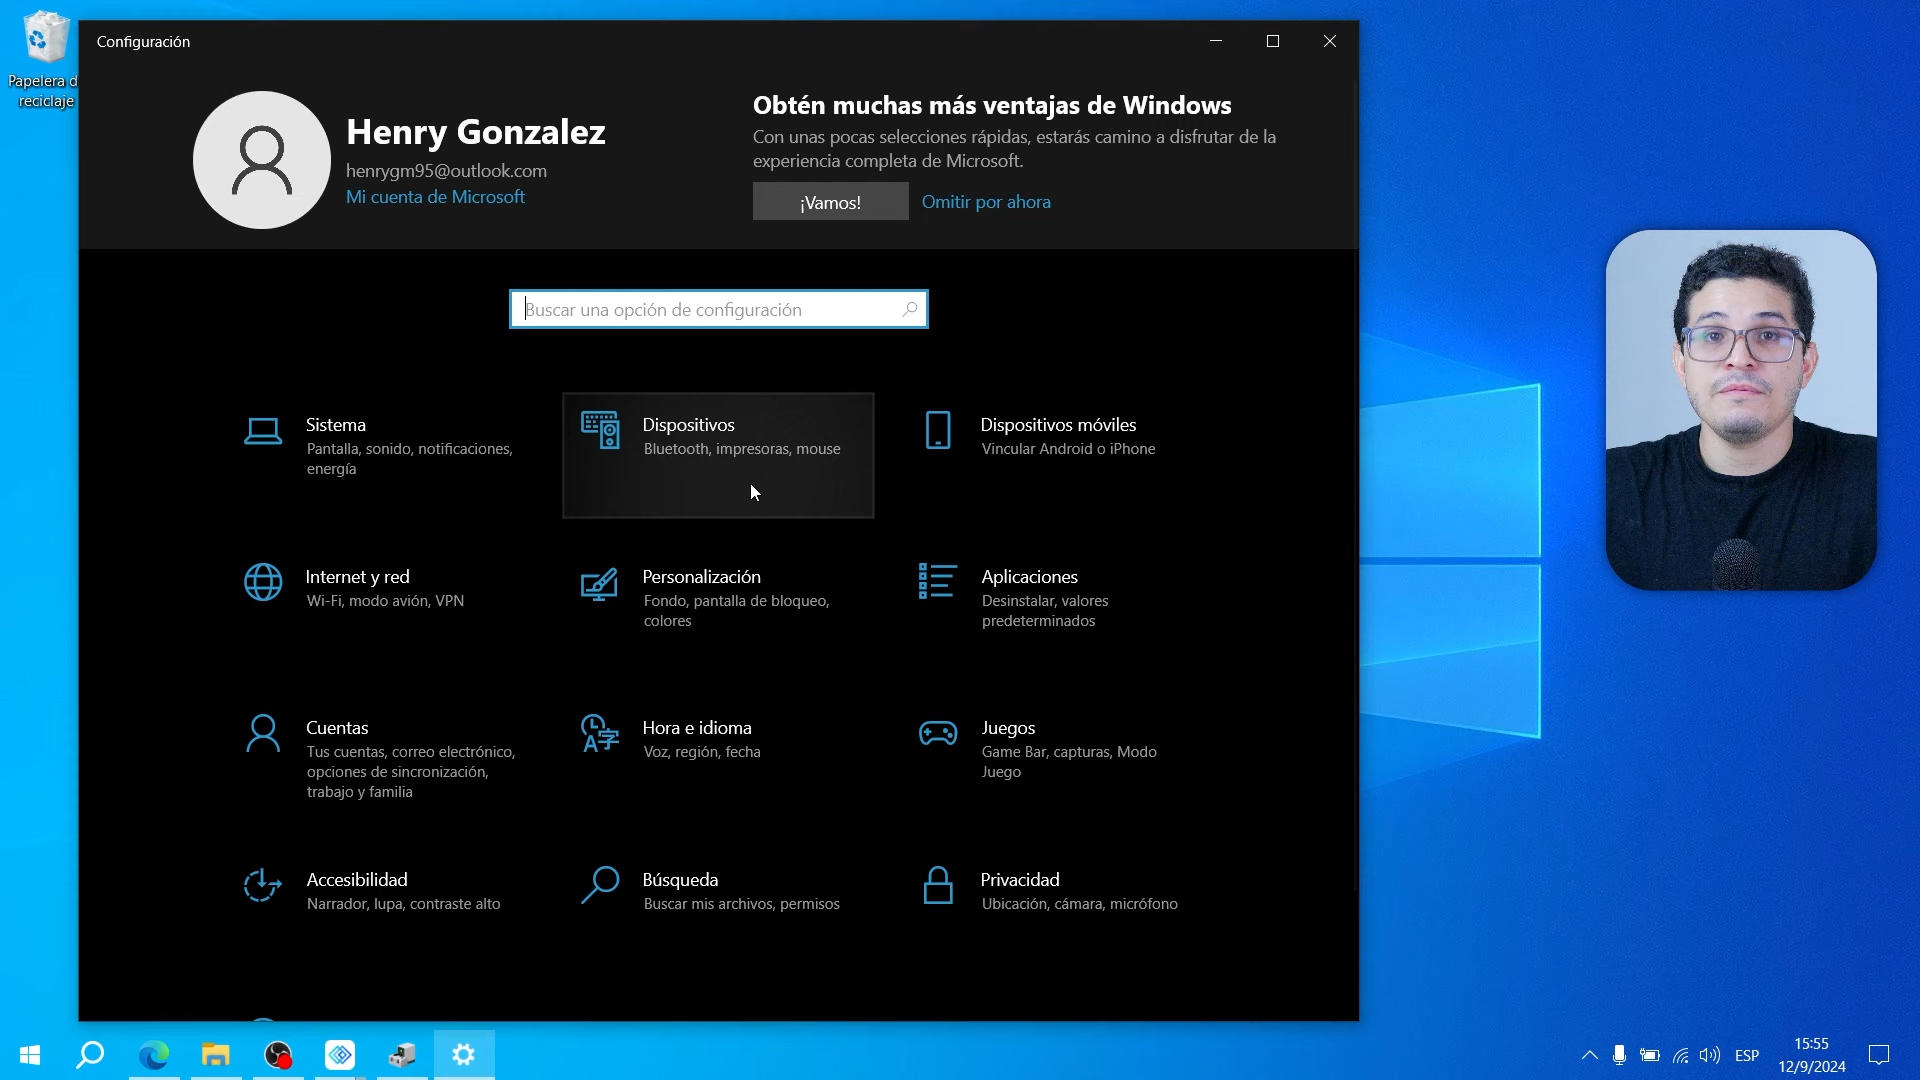 Papelera d
reciclaje
Configuración
Henry Gonzalez
henrygm95@outlook.com
Mi cuenta de Microsoft
Obtén muchas más ventajas de Windows
Con unas pocas selecciones rápidas, estarás camino a disfrutar de la
experiencia completa de Microsoft.
¡Vamos!
Omitir por ahora
Buscar una opción de configuración
Sistema
Pantalla, sonido, notificaciones,
energía
Dispositivos
Bluetooth, impresoras, mouse
Dispositivos móviles
Vincular Android o iPhone
Internet y red
Wi-Fi, modo avión, VPN
Personalización
Fondo, pantalla de bloqueo,
colores
Aplicaciones
Desinstalar, valores
predeterminados
Cuentas
Tus cuentas, correo electrónico,
opciones de sincronización,
trabajo y familia
Hora e idioma
Voz, región, fecha
Juegos
Game Bar, capturas, Modo
Juego
Accesibilidad
Narrador, lupa, contraste alto
Búsqueda
Buscar mis archivos, permisos
Privacidad
Ubicación, cámara, micrófono
ESP
15:55
12/9/2024